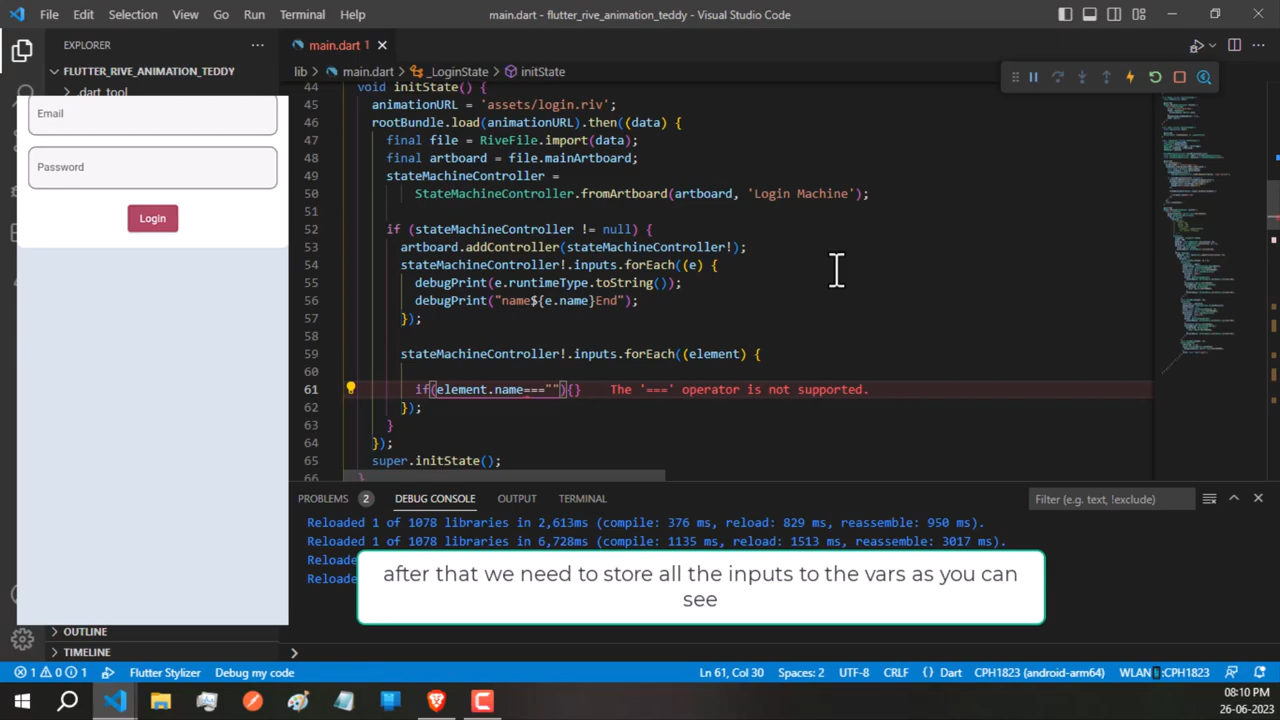 File Edit Selection View Go Run Terminal Help
main.dart - flutter_rive_animation_teddy - Visual Studio Code
EXPLORER
main.dart 1
FLUTTER_RIVE_ANIMATION_TEDDY
lib > main.dart > _LoginState > initState
.dart_tool
Email
Password
Login
44 void initState() {
45 animationURL = 'assets/login.riv';
46 rootBundle.load(animationURL).then((data) {
47 final file = RiveFile.import(data);
48 final artboard = file.mainArtboard;
49 stateMachineController =
50 StateMachineController.fromArtboard(artboard, 'Login Machine');
51
52 if (stateMachineController != null) {
53 artboard.addController(stateMachineController!);
54 stateMachineController!.inputs.forEach((e) {
55 debugPrint(e.runtimeType.toString());
56 debugPrint("name${e.name}End");
57 });
58
59 stateMachineController!.inputs.forEach((element) {
60
61 if(element.name===""){} The '===' operator is not supported.
62 });
63 }
64 });
65 super.initState();
66 }
PROBLEMS 2 DEBUG CONSOLE OUTPUT TERMINAL
Filter (e.g. text, !exclude)
Reloaded 1 of 1078 libraries in 2,613ms (compile: 376 ms, reload: 829 ms, reassemble: 950 ms).
Reloaded 1 of 1078 libraries in 6,728ms (compile: 1135 ms, reload: 1513 ms, reassemble: 3017 ms).
Reloade
Reloade
after that we need to store all the inputs to the vars as you can
see
OUTLINE
TIMELINE
1 0 1 Flutter Stylizer Debug my code
Ln 61, Col 30 Spaces: 2 UTF-8 CRLF {} Dart CPH1823 (android-arm64) WLAN :CPH1823
08:10 PM
26-06-2023